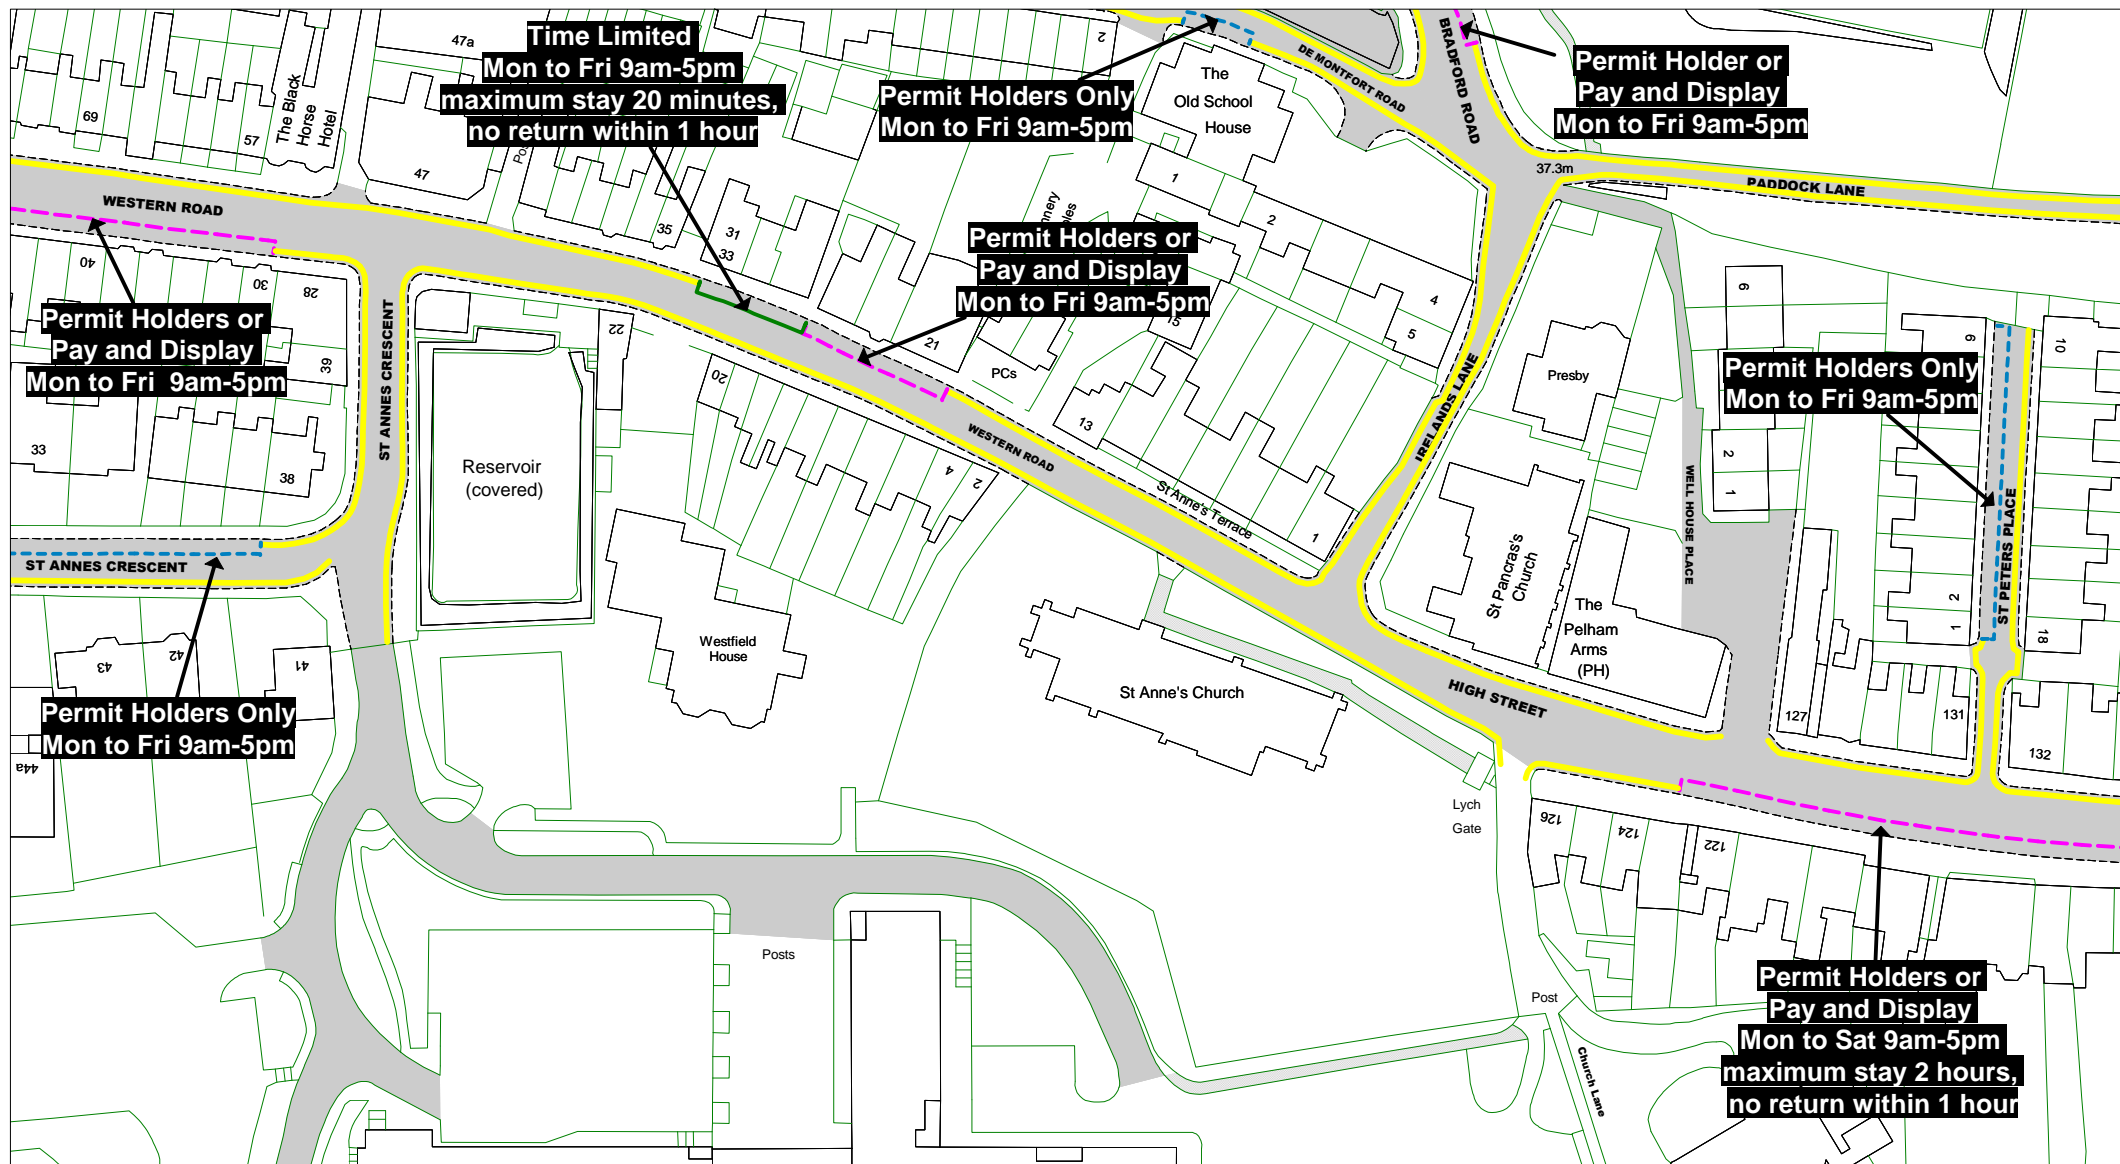 Time Limited
Mon to Fri 9am-5pm
maximum stay 20 minutes,
no return within 1 hour
Permit Holders Only
Mon to Fri 9am-5pm
Permit Holder or
Pay and Display
Mon to Fri 9am-5pm
47a
69
57
The Black
Horse
Hotel
47
2
The
Old School
House
DE MONTFORT ROAD
BRADFORD ROAD
37.3m
PADDOCK LANE
WESTERN ROAD
40
30
28
39
35
31
33
1
2
4
5
15
21
PCs
22
20
13
Permit Holders or
Pay and Display
Mon to Fri 9am-5pm
Permit Holders or
Pay and Display
Mon to Fri  9am-5pm
ST ANNES CRESCENT
33
38
Reservoir
(covered)
WESTERN ROAD
4
2
St Anne's Terrace
1
IRELANDS LANE
Presby
6
2
1
WELL HOUSE PLACE
6
10
Permit Holders Only
Mon to Fri 9am-5pm
ST PETERS PLACE
2
1
18
ST ANNES CRESCENT
43
42
41
44a
Permit Holders Only
Mon to Fri 9am-5pm
Westfield
House
St Anne's Church
St Pancras's
Church
The
Pelham
Arms
(PH)
HIGH STREET
127
131
132
Lych
Gate
126
124
122
Posts
Post
Church Lane
Permit Holders or
Pay and Display
Mon to Sat 9am-5pm
maximum stay 2 hours,
no return within 1 hour